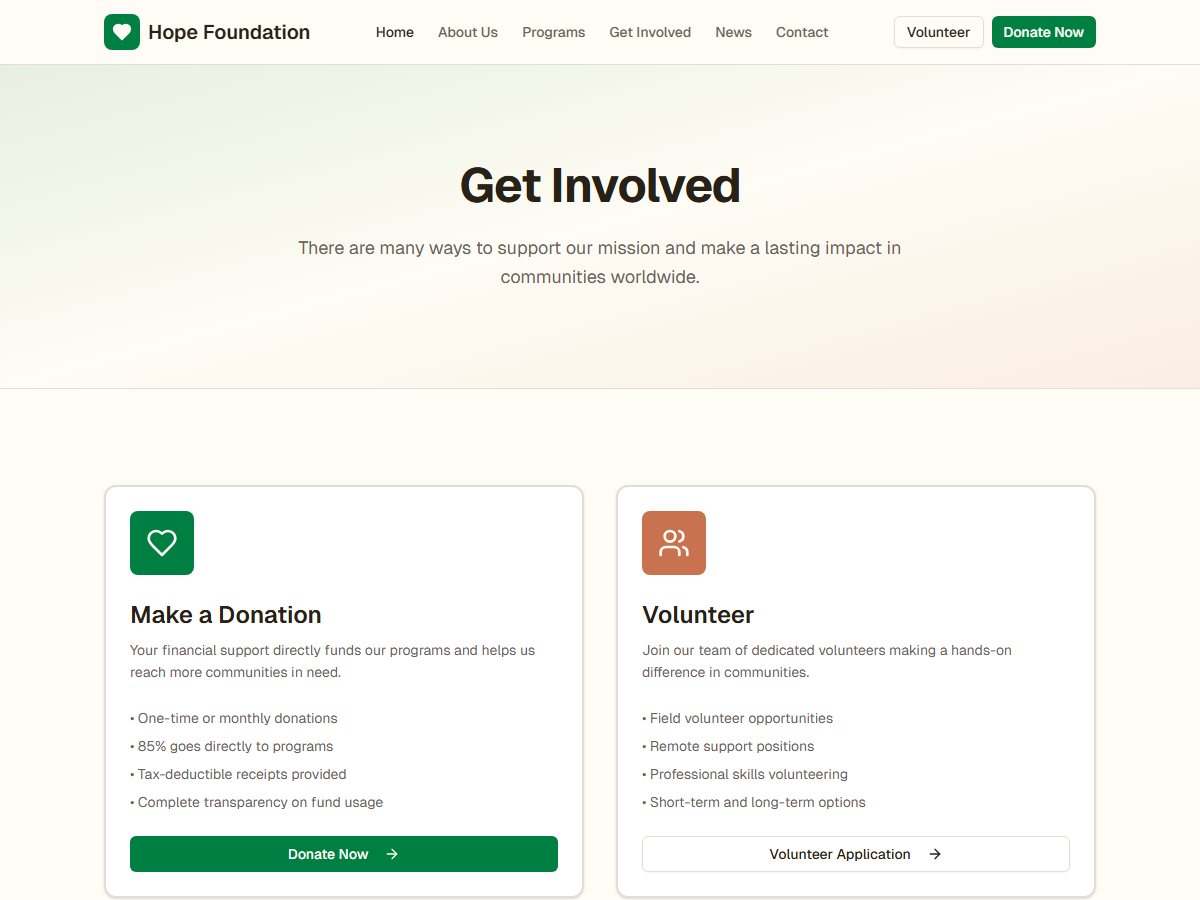 Hope Foundation
Home
About Us
Programs
Get Involved
News
Contact
Volunteer
Donate Now
Get Involved
There are many ways to support our mission and make a lasting impact in
communities worldwide.
Make a Donation
Your financial support directly funds our programs and helps us
reach more communities in need.
• One-time or monthly donations
• 85% goes directly to programs
• Tax-deductible receipts provided
• Complete transparency on fund usage
Donate Now
Volunteer
Join our team of dedicated volunteers making a hands-on
difference in communities.
• Field volunteer opportunities
• Remote support positions
• Professional skills volunteering
• Short-term and long-term options
Volunteer Application